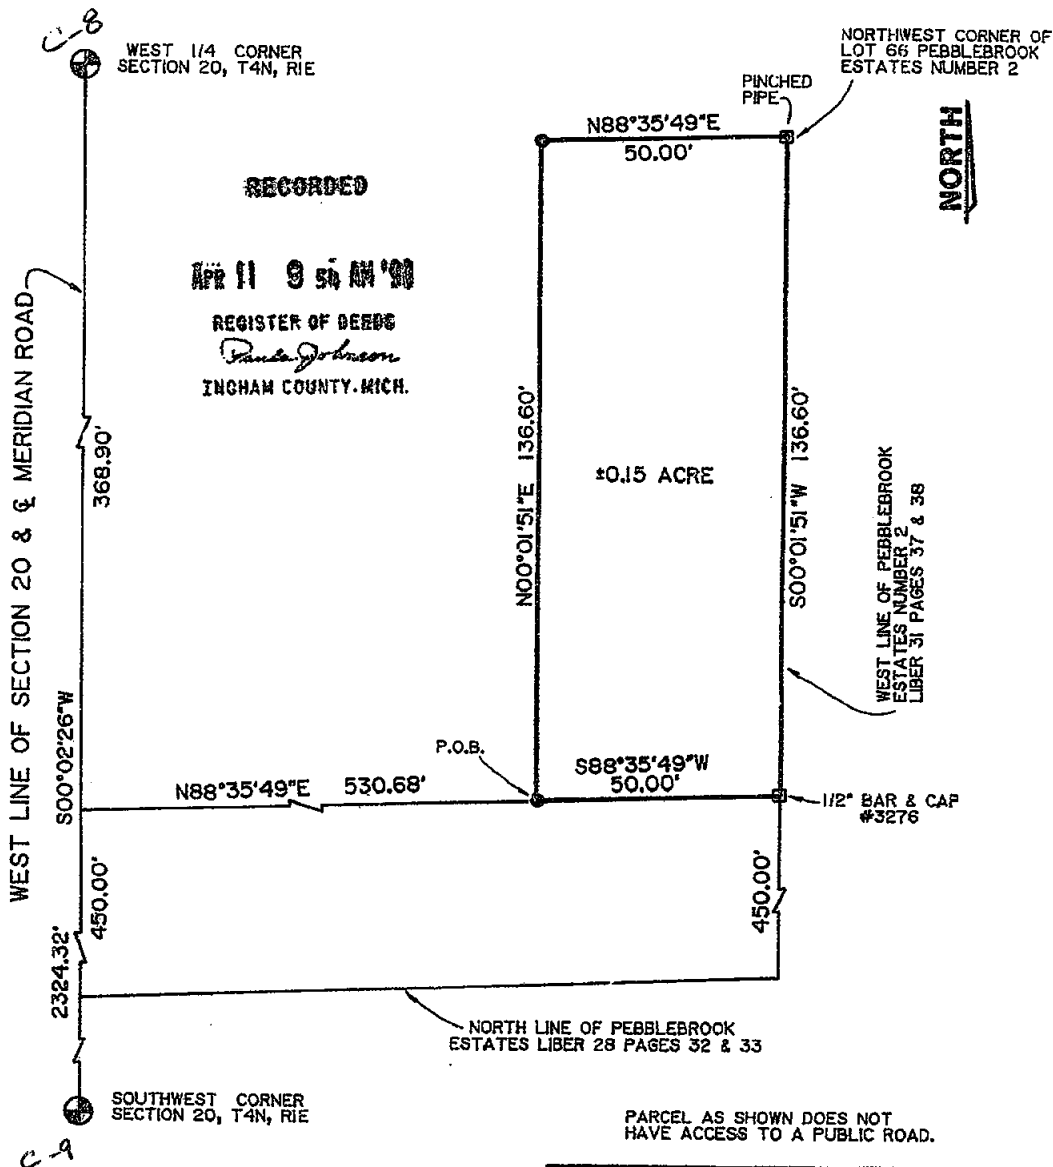 C-8
WEST 1/4 CORNER
SECTION 20, T4N, R1E
NORTHWEST CORNER OF
LOT 66 PEBBLEBROOK
ESTATES NUMBER 2
PINCHED
PIPE
N88°35'49"E
50.00'
NORTH
RECORDED
APR 11 9 56 AM '90
REGISTER OF DEEDS
Paula Johnson
INGHAM COUNTY-MICH.
WEST LINE OF SECTION 20 & ℄ MERIDIAN ROAD
368.90'
N00°01'51"E 136.60'
±0.15 ACRE
S00°01'51"W 136.60'
WEST LINE OF PEBBLEBROOK
ESTATES NUMBER 2
LIBER 31 PAGES 37 & 38
S00°02'26"W
P.O.B.
N88°35'49"E 530.68'
S88°35'49"W
50.00'
1/2" BAR & CAP
#3276
450.00'
450.00'
2324.32'
NORTH LINE OF PEBBLEBROOK
ESTATES LIBER 28 PAGES 32 & 33
SOUTHWEST CORNER
SECTION 20, T4N, R1E
C-9
PARCEL AS SHOWN DOES NOT
HAVE ACCESS TO A PUBLIC ROAD.